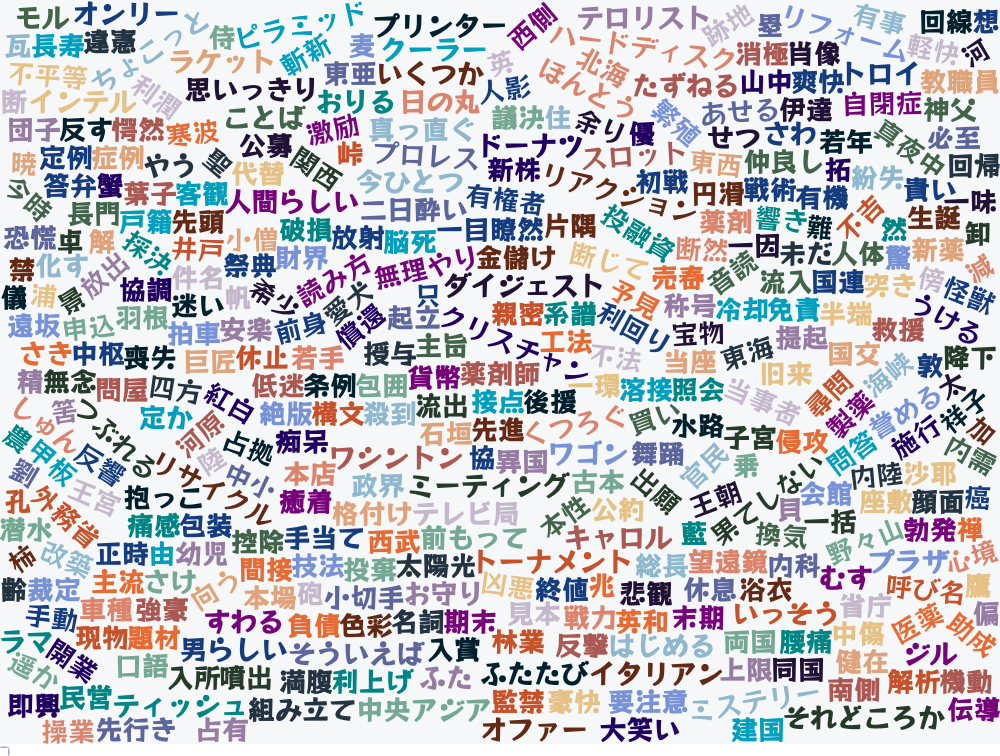 モル
オンリー
ちょこっと
侍
ピラミッド
プリンター
西側
テロリスト
跡地
塁
リフォーム
有事
回線
想
瓦
長寿
違憲
ラケット
斬新
麦
クーラー
英
ハードディスク
消極
肖像
軽快
河
不平等
利潤
東亜
いくつか
北海
ほんとう
たずねる
山中
爽快
トロイ
教職員
断
インテル
思いっきり
おりる
日の丸
人影
繁殖
あせる
伊達
自閉症
神父
団子
反す
愕然
寒波
ことば
激励
真っ直ぐ
議決
住
余り
優
せつ
さわ
若年
真夜中
必至
暁
定例
症例
やう
聖
公募
関西
峠
プロレス
ドーナツ
スロット
東西
仲良し
拓
紛失
回帰
今時
答弁
蟹
葉子
客観
代替
人間らしい
今ひとつ
新株
リアクション
初戦
円滑
戦術
有機
貴い
一味
長門
戸籍
先頭
二日酔い
有権者
投融資
薬剤
響き
難
不吉
然
生誕
卸
恐慌
卓
解
採決
井戸
小僧
破損
放射
脳死
一目瞭然
片隅
断然
一因
未だ
人体
驚
新薬
禁
化す
景
放出
件名
祭典
財界
読み方
無理やり
金儲け
断じて
売春
音読
流入
国連
突き
傍
滅
儀
浦
協調
迷い
帆
希少
愛犬
只
ダイジェスト
予見
称号
冷却
免責
半端
怪獣
うける
遠坂
申込
羽根
拍車
安楽
前身
償還
起立
クリスチャン
親密
系譜
利回り
宝物
提起
救援
さき
中枢
喪失
巨匠
休止
若手
授与
主旨
工法
不法
当座
東海
旧来
国交
海峡
敦
降下
精
無念
問屋
四方
紅白
低迷
条例
包囲
貨幣
薬剤師
一環
溶接
照会
当事者
尋問
製薬
誉める
太
しゅん
筈
つぶれる
定か
河原
絶版
構文
殺到
流出
接点
後援
買い
水路
祥子
加
農
甲板
反響
占拠
痴呆
石垣
先進
くつろぐ
子宮
侵攻
問答
施行
内需
劉
リサイクル
陸
中小
ワシントン
協
異国
ワゴン
舞踊
官民
乗
果てしない
内陸
沙耶
孔
外務省
王宮
抱っこ
本店
政界
ミーティング
古本
出願
王朝
貝
会館
座敷
顔面
癌
潜水
痛感
包装
癒着
格付け
テレビ局
本性
公約
藍
換気
一括
野々山
勃発
禅
柿
改築
正時
由
幼児
控除
手当て
西武
前もって
キャロル
総長
望遠鏡
内科
プラザ
心境
齢
裁定
主流
さけ
向う
間接
技法
投棄
太陽光
トーナメント
凶悪
終値
兆
悲観
休息
浴衣
むす
呼び名
鷹
手動
車種
強豪
本場
砲
小切手
お守り
見本
戦力
英和
末期
いっそう
省庁
医薬
助成
偏
ラマ
開業
現物
題材
すわる
負債
色彩
名詞
期末
林業
反撃
はじめる
両国
腰痛
中傷
ジル
遥か
口語
男らしい
そういえば
入賞
入所
噴出
満腹
利上げ
ふた
ふたたび
イタリアン
上限
同国
健在
南側
解析
機動
即興
民営
ティッシュ
組み立て
中央アジア
監禁
豪快
要注意
ミステリー
それどころか
伝導
操業
先行き
占有
オファー
大笑い
建国